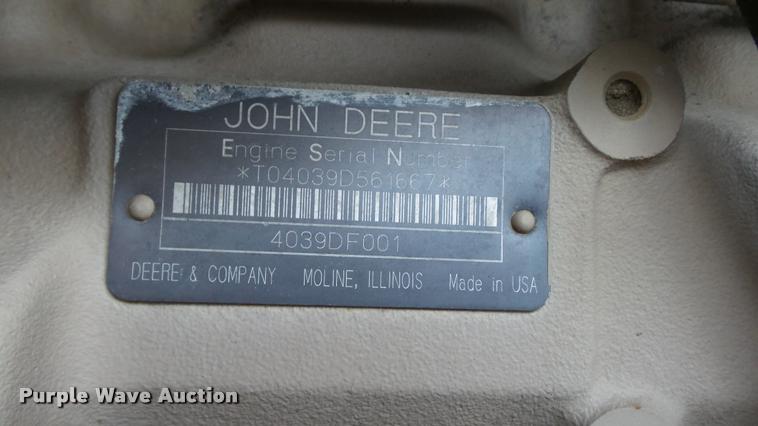 JOHN DEERE
Engine Serial Number
*T04039D561667*
4039DF001
DEERE & COMPANY MOLINE, ILLINOIS Made in USA
Purple Wave Auction